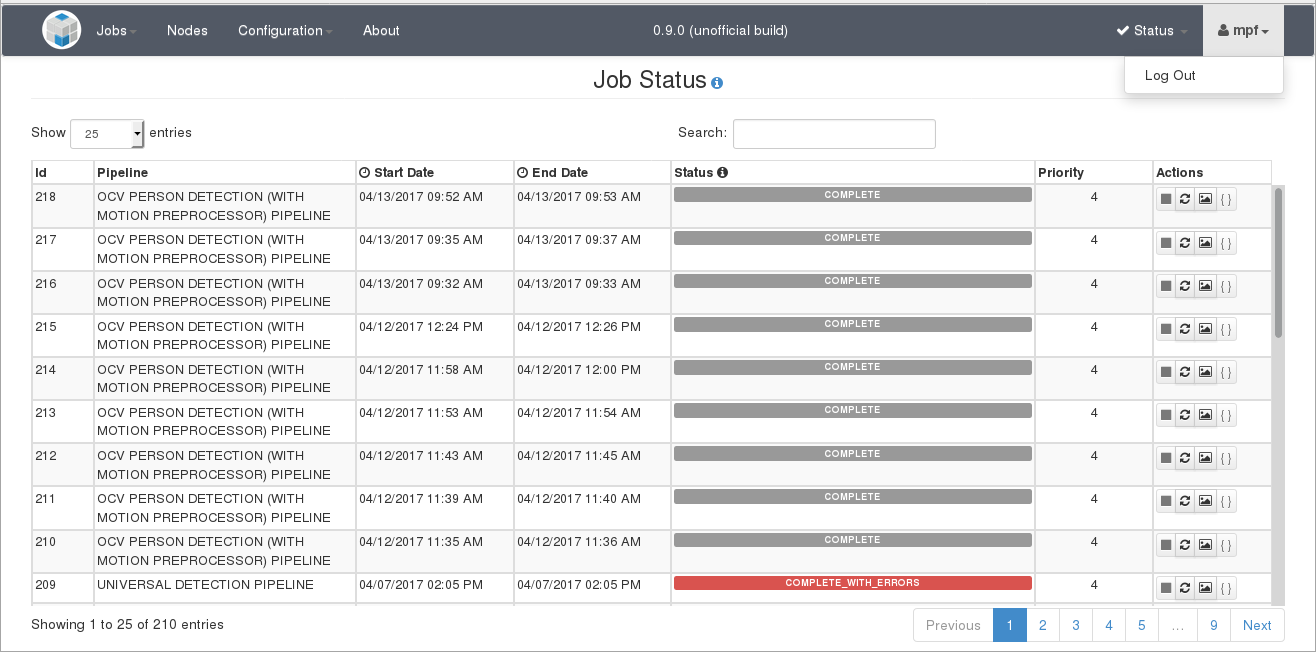 Jobs Nodes Configuration About 0.9.0 (unofficial build) Status mpf
Log Out
Job Status
Show 25 entries Search:
Id Pipeline Start Date End Date Status Priority Actions
218 OCV PERSON DETECTION (WITH 04/13/2017 09:52 AM 04/13/2017 09:53 AM COMPLETE 4 { }
MOTION PREPROCESSOR) PIPELINE
217 OCV PERSON DETECTION (WITH 04/13/2017 09:35 AM 04/13/2017 09:37 AM COMPLETE 4 { }
MOTION PREPROCESSOR) PIPELINE
216 OCV PERSON DETECTION (WITH 04/13/2017 09:32 AM 04/13/2017 09:33 AM COMPLETE 4 { }
MOTION PREPROCESSOR) PIPELINE
215 OCV PERSON DETECTION (WITH 04/12/2017 12:24 PM 04/12/2017 12:26 PM COMPLETE 4 { }
MOTION PREPROCESSOR) PIPELINE
214 OCV PERSON DETECTION (WITH 04/12/2017 11:58 AM 04/12/2017 12:00 PM COMPLETE 4 { }
MOTION PREPROCESSOR) PIPELINE
213 OCV PERSON DETECTION (WITH 04/12/2017 11:53 AM 04/12/2017 11:54 AM COMPLETE 4 { }
MOTION PREPROCESSOR) PIPELINE
212 OCV PERSON DETECTION (WITH 04/12/2017 11:43 AM 04/12/2017 11:45 AM COMPLETE 4 { }
MOTION PREPROCESSOR) PIPELINE
211 OCV PERSON DETECTION (WITH 04/12/2017 11:39 AM 04/12/2017 11:40 AM COMPLETE 4 { }
MOTION PREPROCESSOR) PIPELINE
210 OCV PERSON DETECTION (WITH 04/12/2017 11:35 AM 04/12/2017 11:36 AM COMPLETE 4 { }
MOTION PREPROCESSOR) PIPELINE
209 UNIVERSAL DETECTION PIPELINE 04/07/2017 02:05 PM 04/07/2017 02:05 PM COMPLETE_WITH_ERRORS 4 { }
Showing 1 to 25 of 210 entries Previous 1 2 3 4 5 … 9 Next